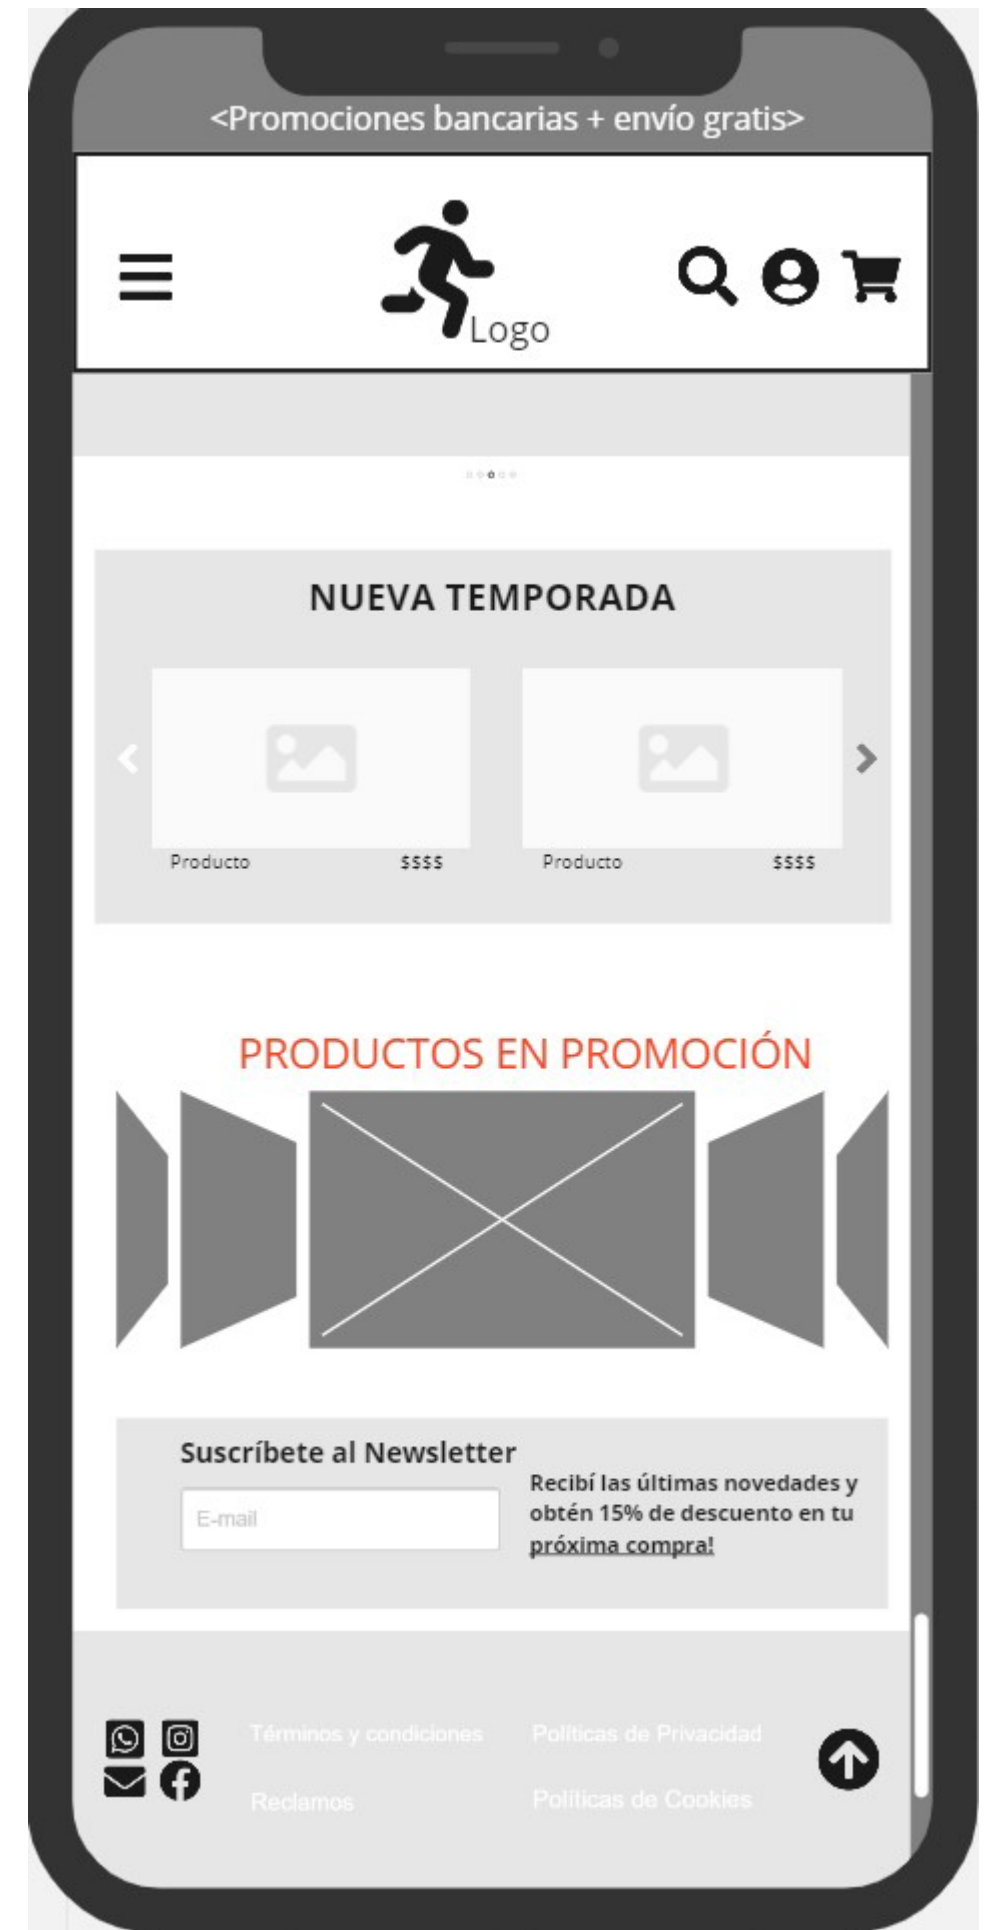 <Promociones bancarias + envío gratis>
Logo
NUEVA TEMPORADA
Producto $$$$ Producto $$$$
PRODUCTOS EN PROMOCIÓN
Suscríbete al Newsletter
E-mail
Recibí las últimas novedades y
obtén 15% de descuento en tu
próxima compra!
Términos y condiciones Políticas de Privacidad
Reclamos Políticas de Cookies